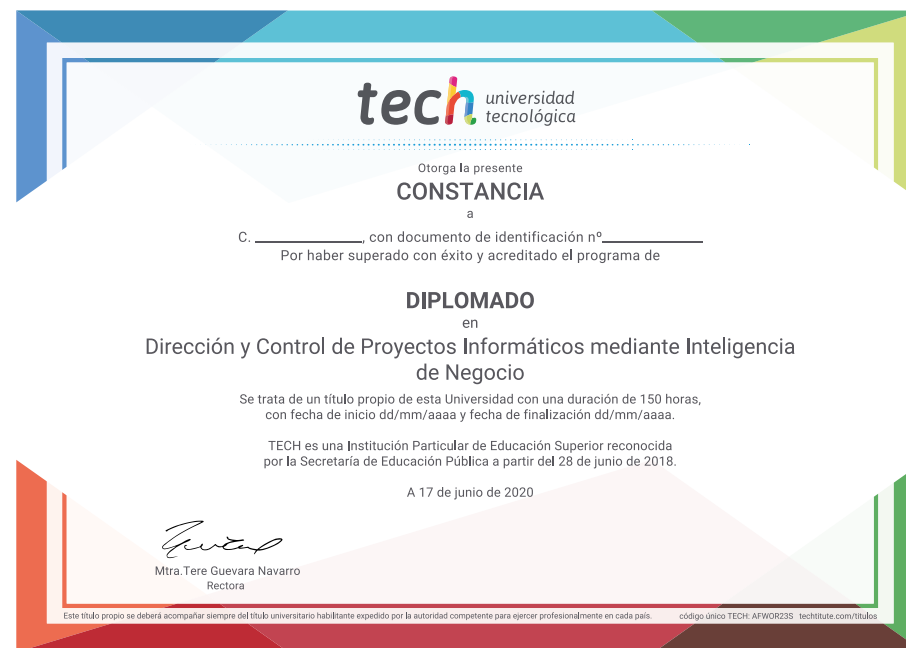 tech universidad
tecnológica
Otorga la presente
CONSTANCIA
a
C. ____________, con documento de identificación nº____________
Por haber superado con éxito y acreditado el programa de
DIPLOMADO
en
Dirección y Control de Proyectos Informáticos mediante Inteligencia
de Negocio
Se trata de un título propio de esta Universidad con una duración de 150 horas,
con fecha de inicio dd/mm/aaaa y fecha de finalización dd/mm/aaaa.
TECH es una Institución Particular de Educación Superior reconocida
por la Secretaría de Educación Pública a partir del 28 de junio de 2018.
A 17 de junio de 2020
Mtra.Tere Guevara Navarro
Rectora
Este título propio se deberá acompañar siempre del título universitario habilitante expedido por la autoridad competente para ejercer profesionalmente en cada país. código único TECH: AFWOR23S techtitute.com/titulos